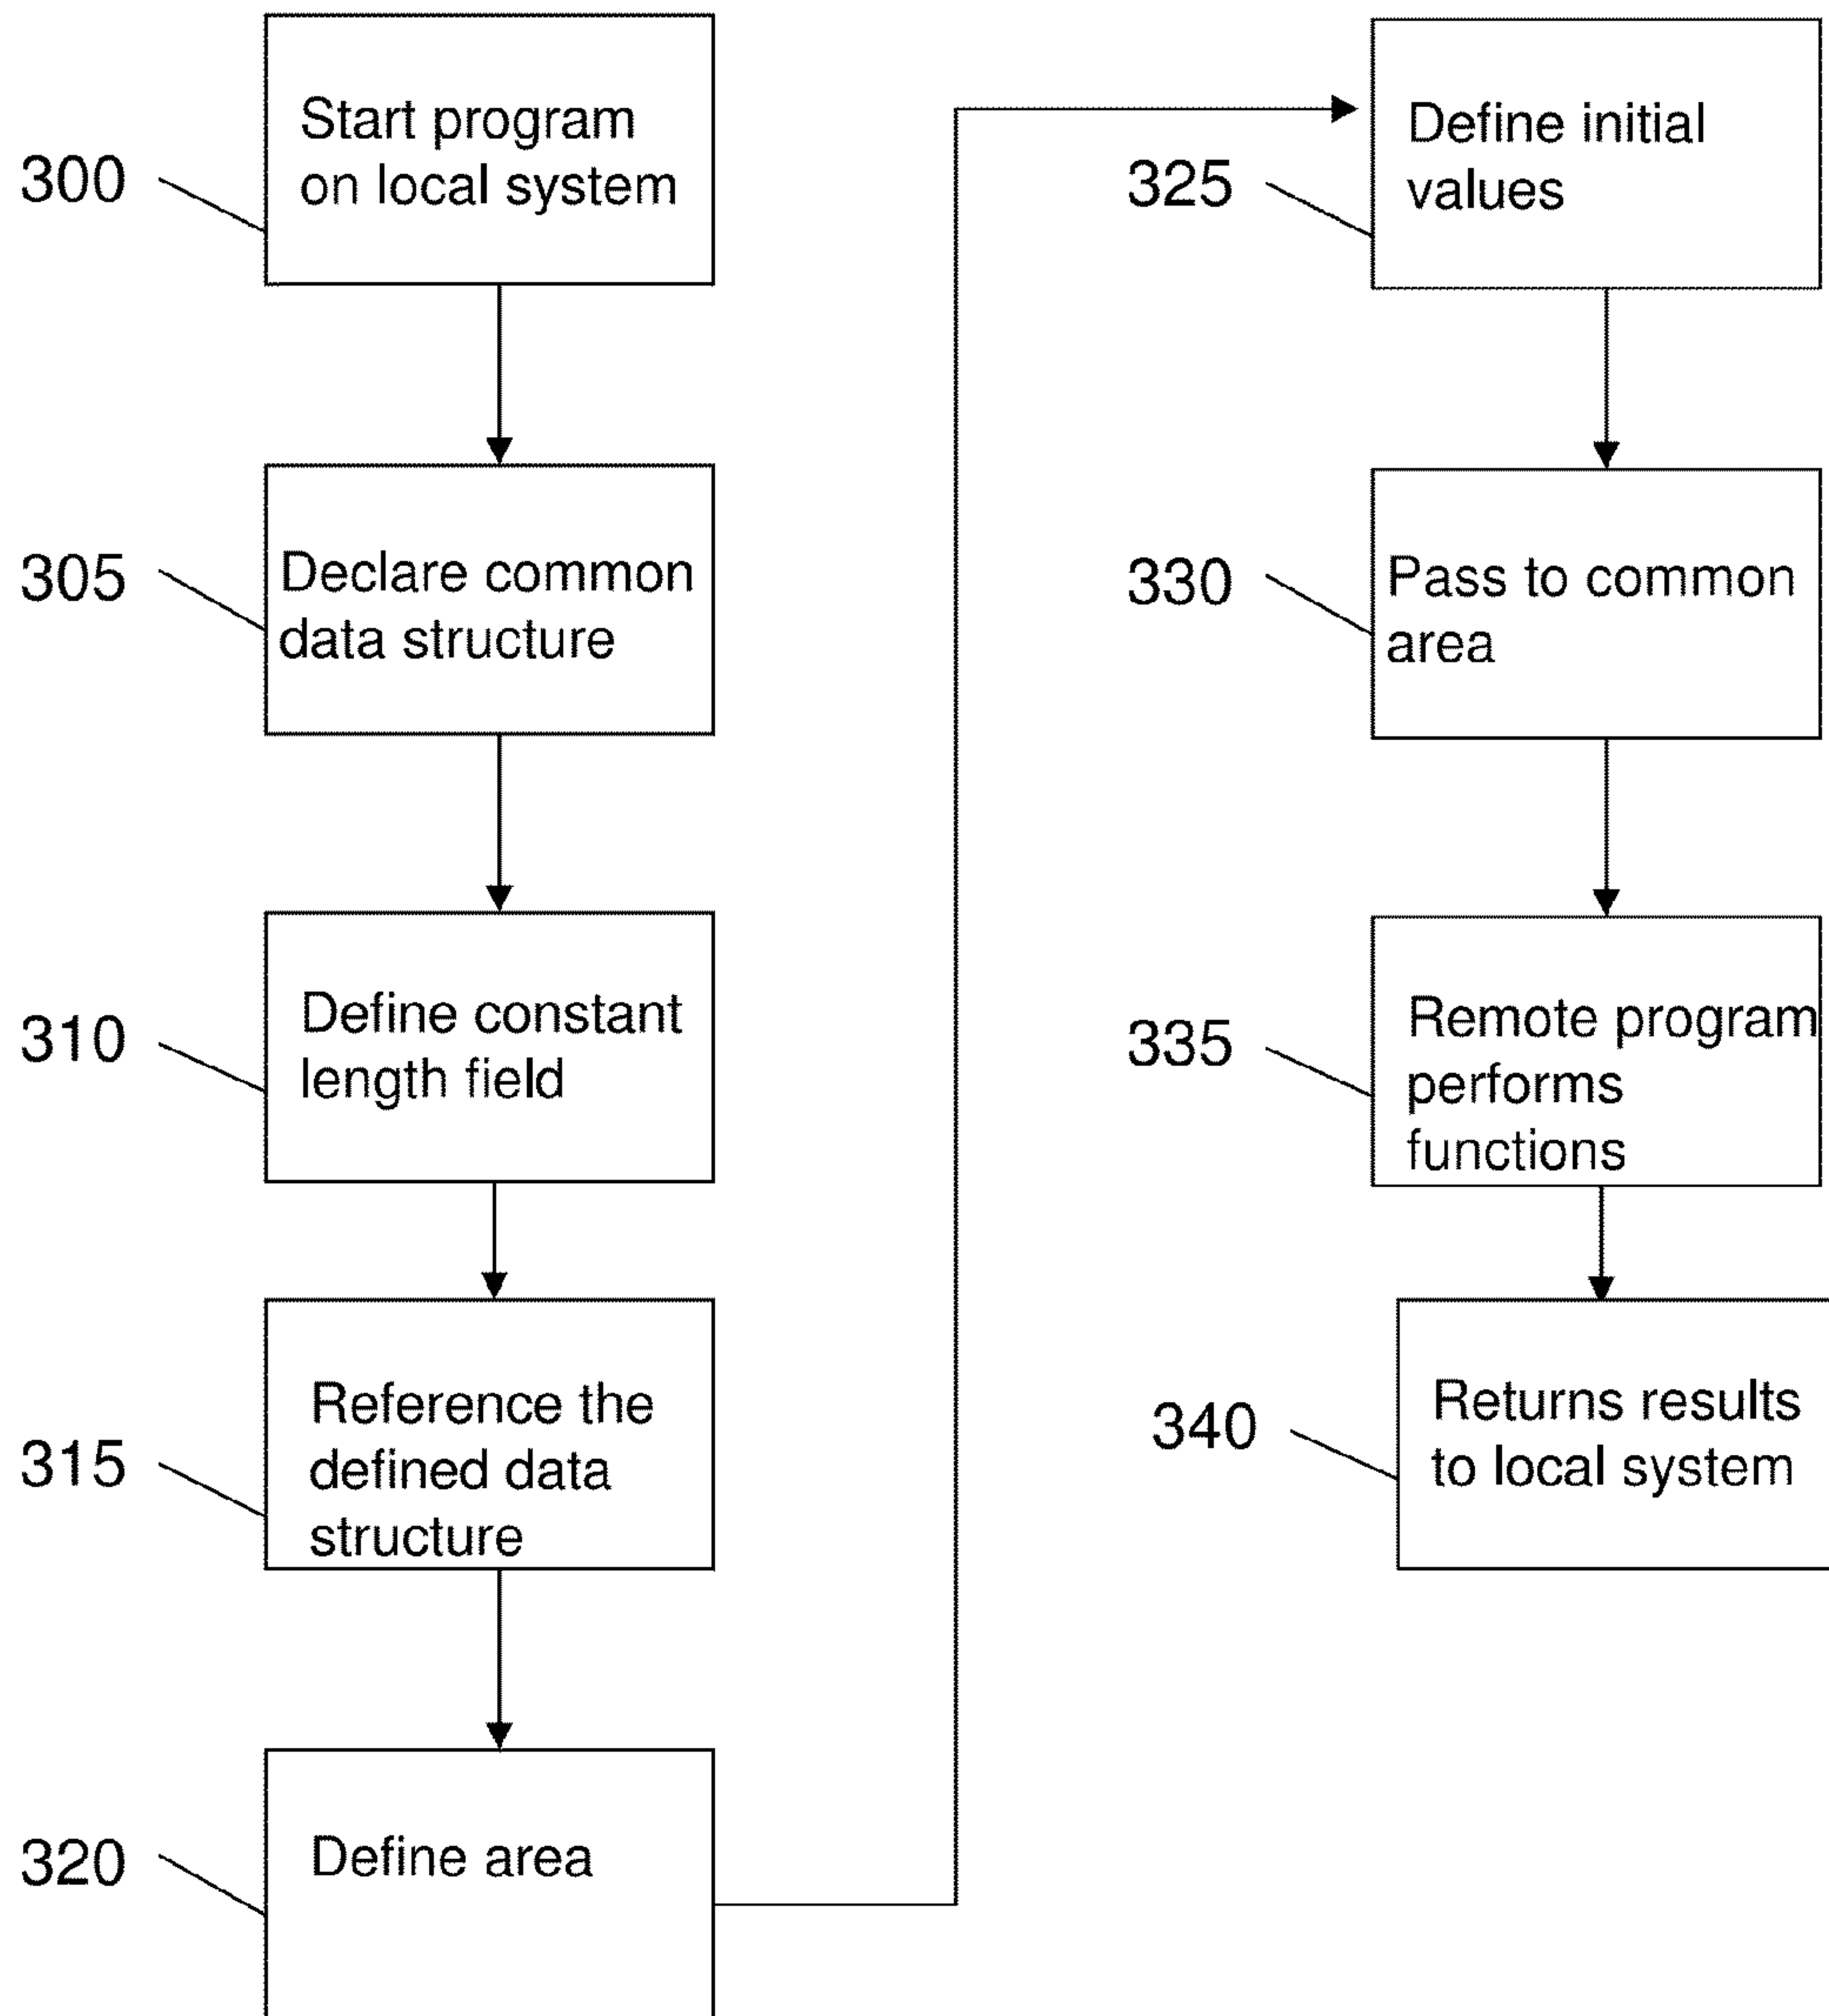 300
Start program
on local system
305
Declare common
data structure
310
Define constant
length field
315
Reference the
defined data
structure
320
Define area
325
Define initial
values
330
Pass to common
area
335
Remote program
performs
functions
340
Returns results
to local system